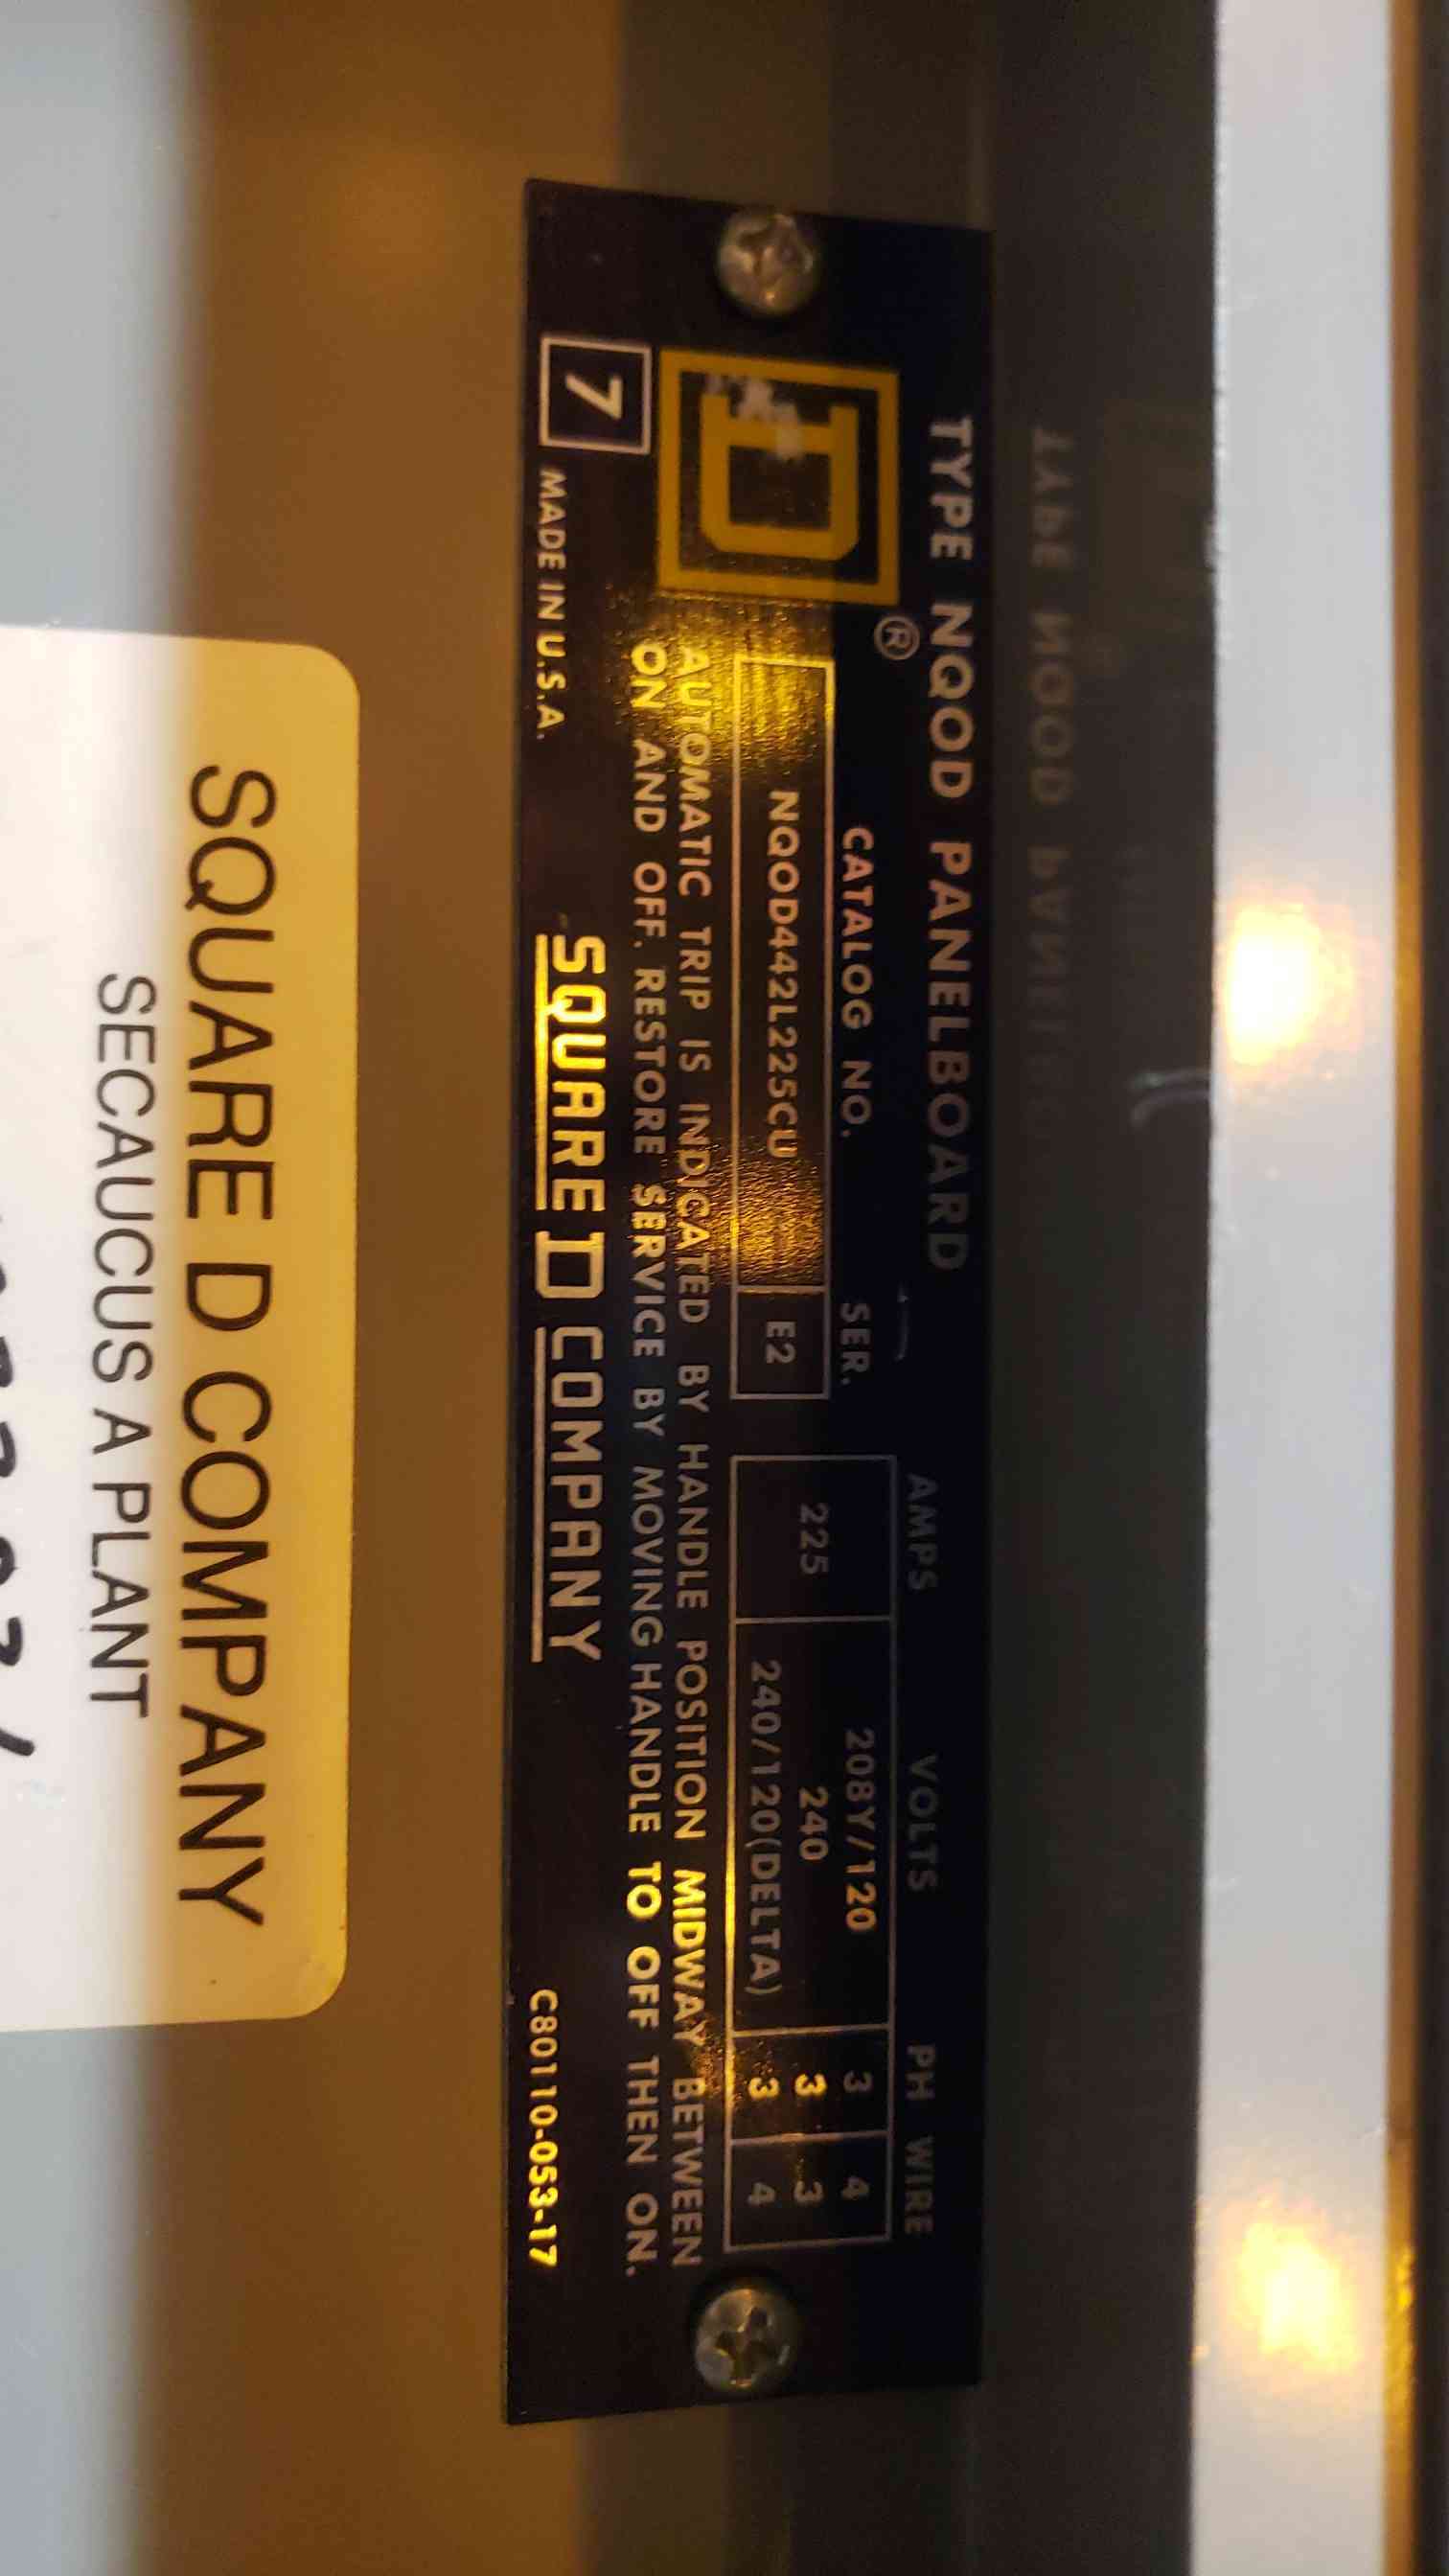 TYPE NQOD PANELBOARD
D ®
CATALOG NO. SER.
NQOD442L225CU E2
AMPS VOLTS PH WIRE
225
208Y/120 3 4
240 3 3
240/120(DELTA) 3 4
AUTOMATIC TRIP IS INDICATED BY HANDLE POSITION MIDWAY BETWEEN
ON AND OFF. RESTORE SERVICE BY MOVING HANDLE TO OFF THEN ON.
7 MADE IN U.S.A.
SQUARE D COMPANY
C80110-053-17
SQUARE D COMPANY
SECAUCUS A PLANT